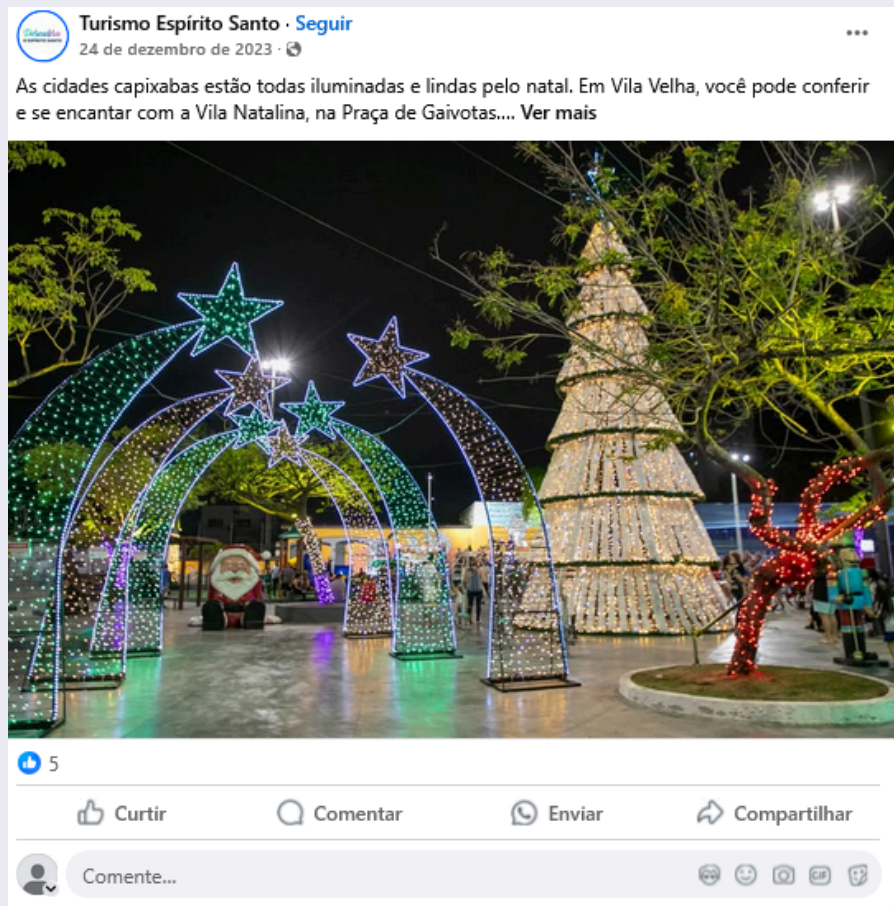 Turismo Espírito Santo · Seguir
24 de dezembro de 2023 ·
As cidades capixabas estão todas iluminadas e lindas pelo natal. Em Vila Velha, você pode conferir
e se encantar com a Vila Natalina, na Praça de Gaivotas.... Ver mais
5
Curtir
Comentar
Enviar
Compartilhar
Comente...
GIF